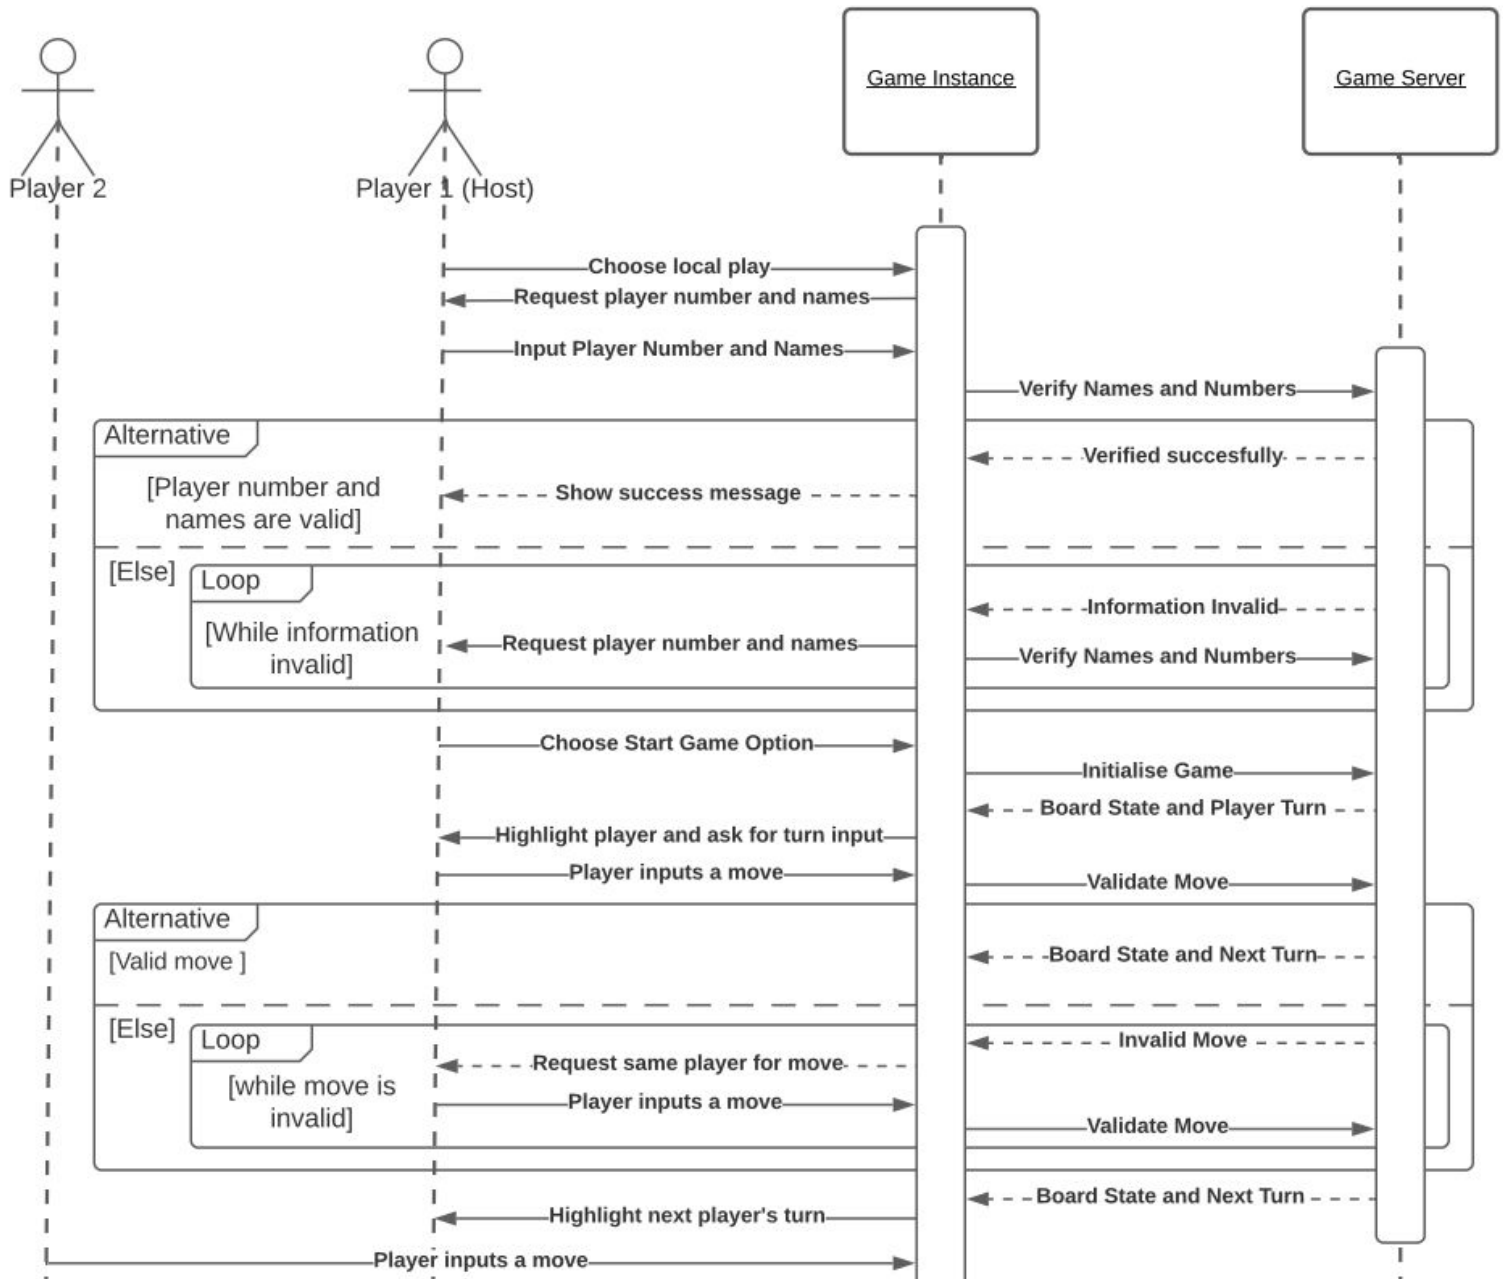 Game Instance
Game Server
Player 2
Player 1 (Host)
Choose local play
Request player number and names
Input Player Number and Names
Verify Names and Numbers
Alternative
Verified succesfully
[Player number and
names are valid]
Show success message
[Else]
Loop
Information Invalid
[While information
invalid]
Request player number and names
Verify Names and Numbers
Choose Start Game Option
Initialise Game
Board State and Player Turn
Highlight player and ask for turn input
Player inputs a move
Validate Move
Alternative
[Valid move ]
Board State and Next Turn
[Else]
Loop
Invalid Move
Request same player for move
[while move is
invalid]
Player inputs a move
Validate Move
Board State and Next Turn
Highlight next player's turn
Player inputs a move